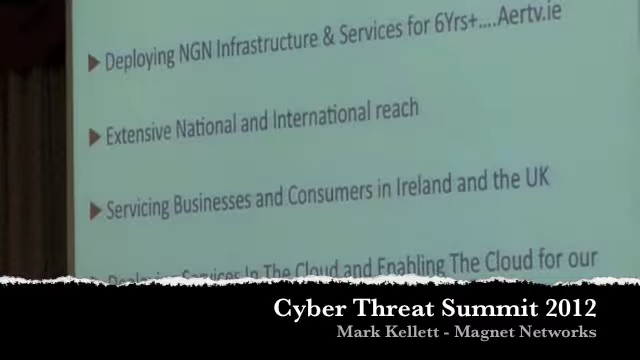 Deploying NGN Infrastructure & Services for 6Yrs+....Aertv.ie
Extensive National and International reach
Servicing Businesses and Consumers in Ireland and the UK
Deploying Services In The Cloud and Enabling The Cloud for our
Cyber Threat Summit 2012
Mark Kellett - Magnet Networks